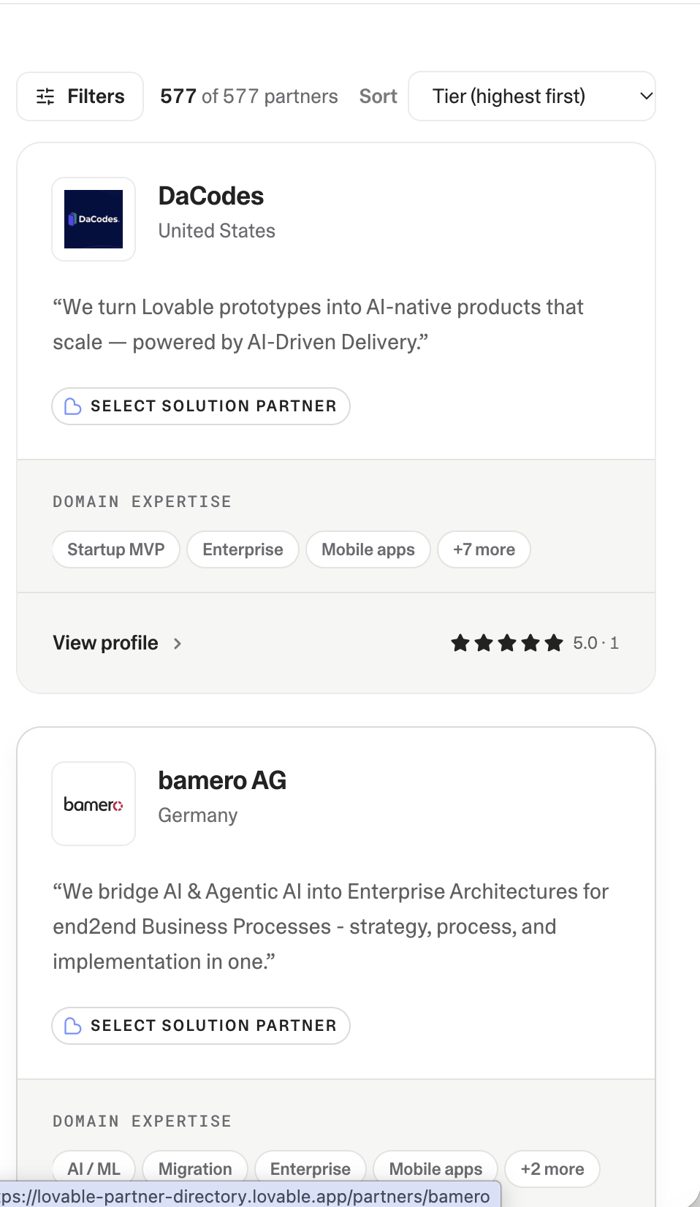 Filters
577 of 577 partners
Sort
Tier (highest first)
DaCodes
DaCodes
United States
“We turn Lovable prototypes into AI-native products that
scale — powered by AI-Driven Delivery.”
SELECT SOLUTION PARTNER
DOMAIN EXPERTISE
Startup MVP
Enterprise
Mobile apps
+7 more
View profile
5.0 · 1
bamero
bamero AG
Germany
“We bridge AI & Agentic AI into Enterprise Architectures for
end2end Business Processes - strategy, process, and
implementation in one.”
SELECT SOLUTION PARTNER
DOMAIN EXPERTISE
AI / ML
Migration
Enterprise
Mobile apps
+2 more
ps://lovable-partner-directory.lovable.app/partners/bamero